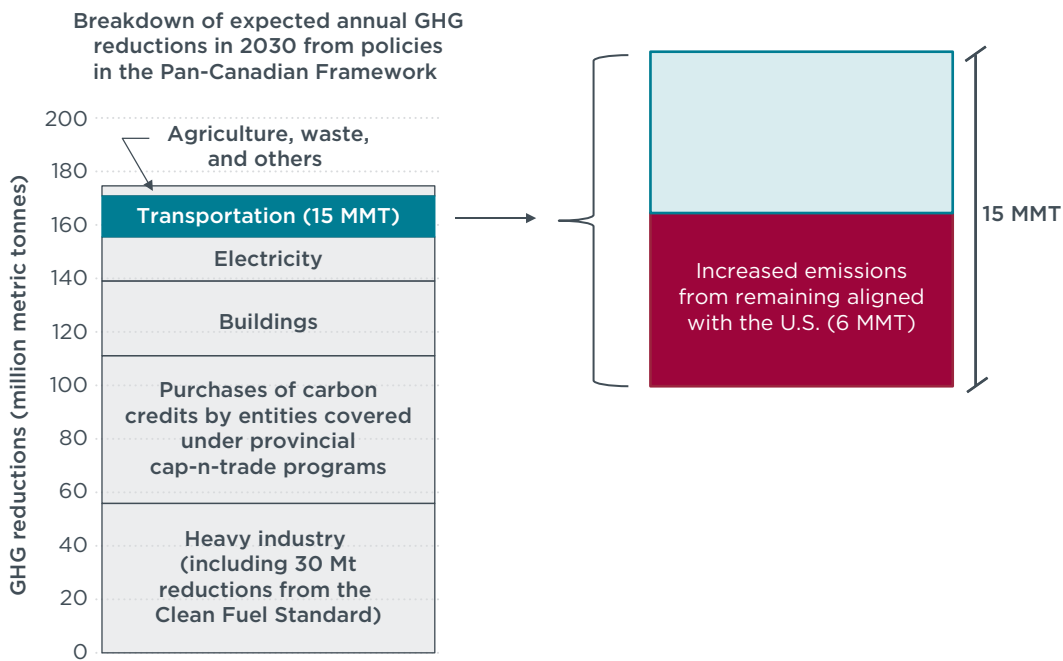 Breakdown of expected annual GHG
reductions in 2030 from policies
in the Pan-Canadian Framework
GHG reductions (million metric tonnes)
200
180
160
140
120
100
80
60
40
20
0
Agriculture, waste,
and others
Transportation (15 MMT)
Electricity
Buildings
Purchases of carbon
credits by entities covered
under provincial
cap-n-trade programs
Heavy industry
(including 30 Mt
reductions from the
Clean Fuel Standard)
Increased emissions
from remaining aligned
with the U.S. (6 MMT)
15 MMT